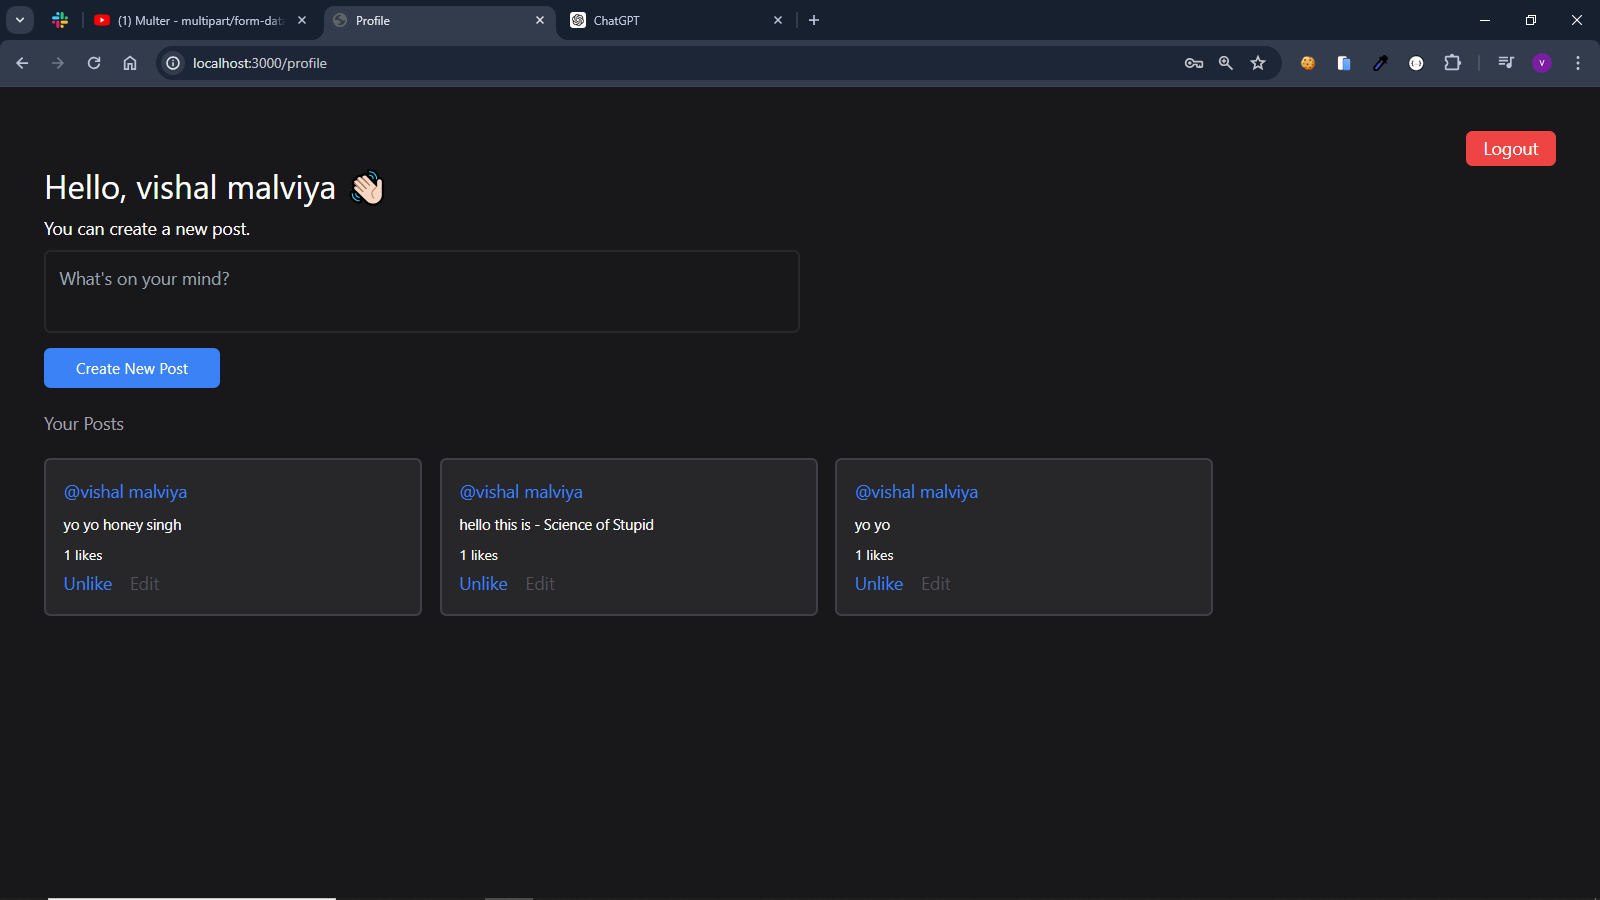 (1) Multer - multipart/form-data
Profile
ChatGPT
localhost:3000/profile
V
Logout
Hello, vishal malviya 👋🏻
You can create a new post.
What's on your mind?
Create New Post
Your Posts
@vishal malviya
yo yo honey singh
1 likes
Unlike Edit
@vishal malviya
hello this is - Science of Stupid
1 likes
Unlike Edit
@vishal malviya
yo yo
1 likes
Unlike Edit